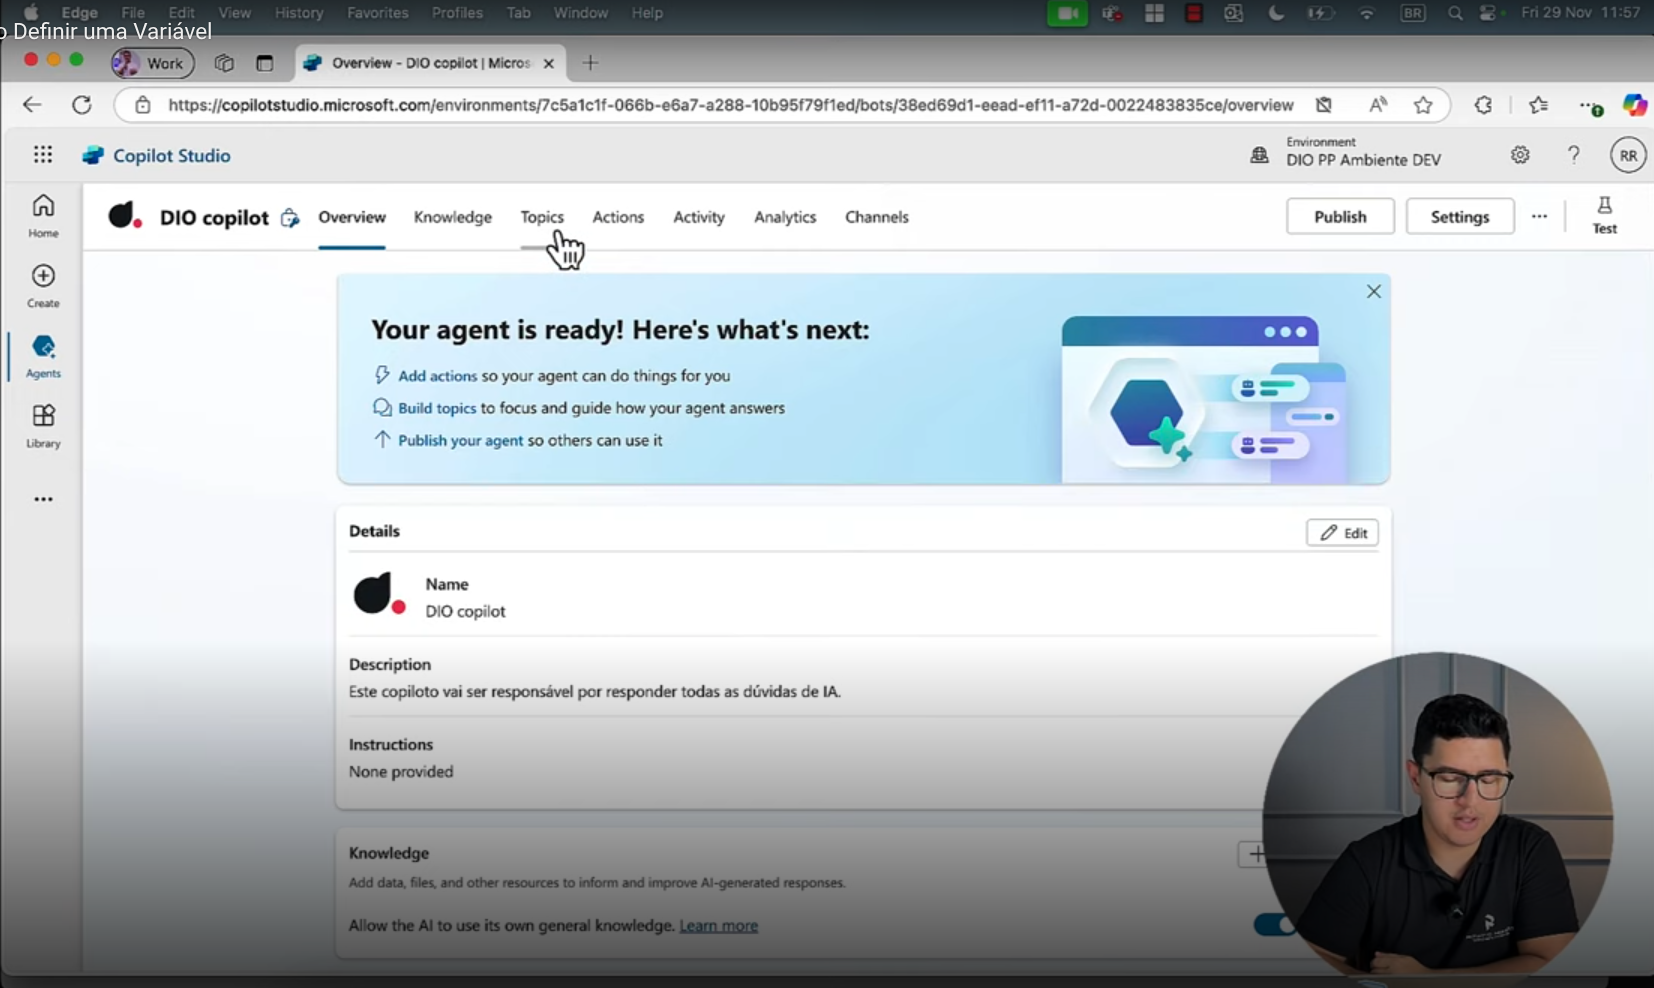 Edge File Edit View History Favorites Profiles Tab Window Help BR Fri 29 Nov 11:57
o Definir uma Variável
Work Overview - DIO copilot | Micros
https://copilotstudio.microsoft.com/environments/7c5a1c1f-066b-e6a7-a288-10b95f79f1ed/bots/38ed69d1-eead-ef11-a72d-0022483835ce/overview
Copilot Studio
Environment
DIO PP Ambiente DEV
?
RR
Home
Create
Agents
Library
DIO copilot Overview Knowledge Topics Actions Activity Analytics Channels Publish Settings Test
Your agent is ready! Here's what's next:
Add actions so your agent can do things for you
Build topics to focus and guide how your agent answers
Publish your agent so others can use it
Details
Edit
Name
DIO copilot
Description
Este copiloto vai ser responsável por responder todas as dúvidas de IA.
Instructions
None provided
Knowledge
Add data, files, and other resources to inform and improve AI-generated responses.
Allow the AI to use its own general knowledge. Learn more